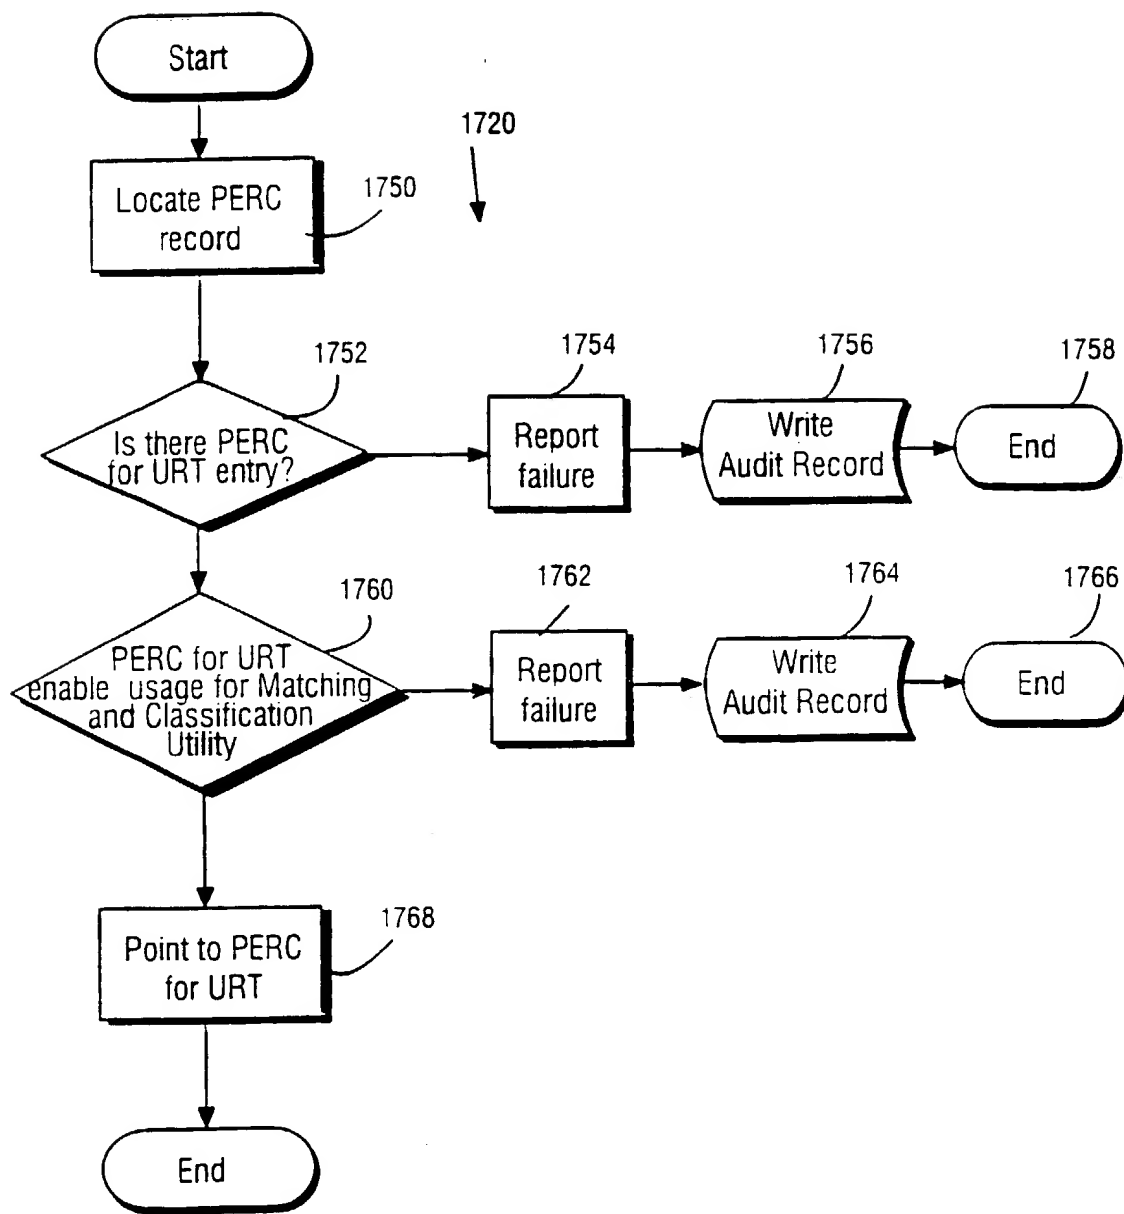 Start
1720
1750
Locate PERC
record
1752
Is there PERC
for URT entry?
1754
Report
failure
1756
Write
Audit Record
1758
End
1760
PERC for URT
enable usage for Matching
and Classification
Utility
1762
Report
failure
1764
Write
Audit Record
1766
End
1768
Point to PERC
for URT
End